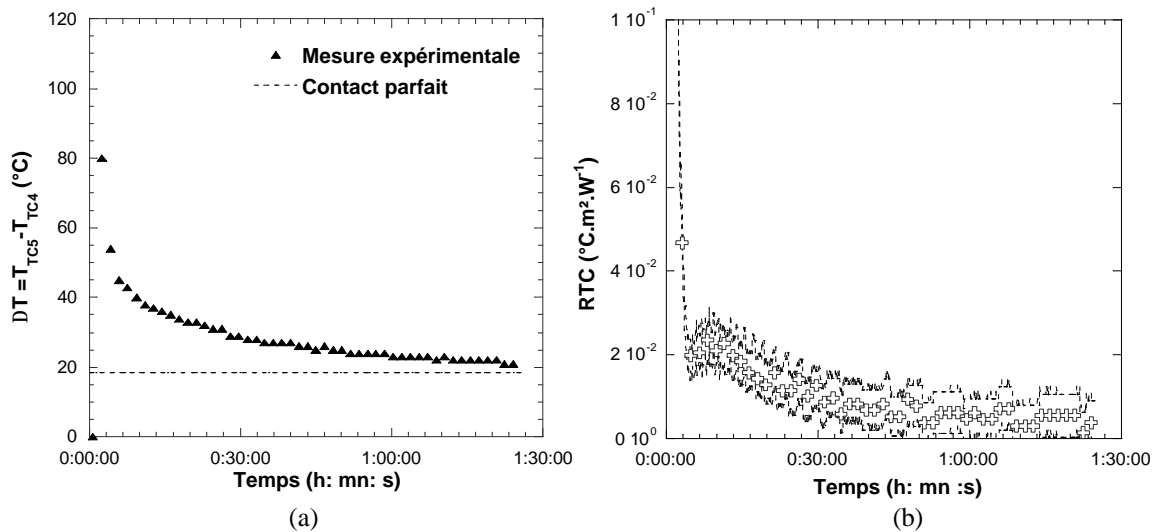 120
100
80
60
40
20
0
DT =T_TC5-T_TC4 (°C)
Mesure expérimentale
Contact parfait
0:00:00 0:30:00 1:00:00 1:30:00
Temps (h: mn: s)
(a)
1 10⁻¹
8 10⁻²
6 10⁻²
4 10⁻²
2 10⁻²
0 10⁰
RTC (°C.m².W⁻¹)
0:00:00 0:30:00 1:00:00 1:30:00
Temps (h: mn :s)
(b)